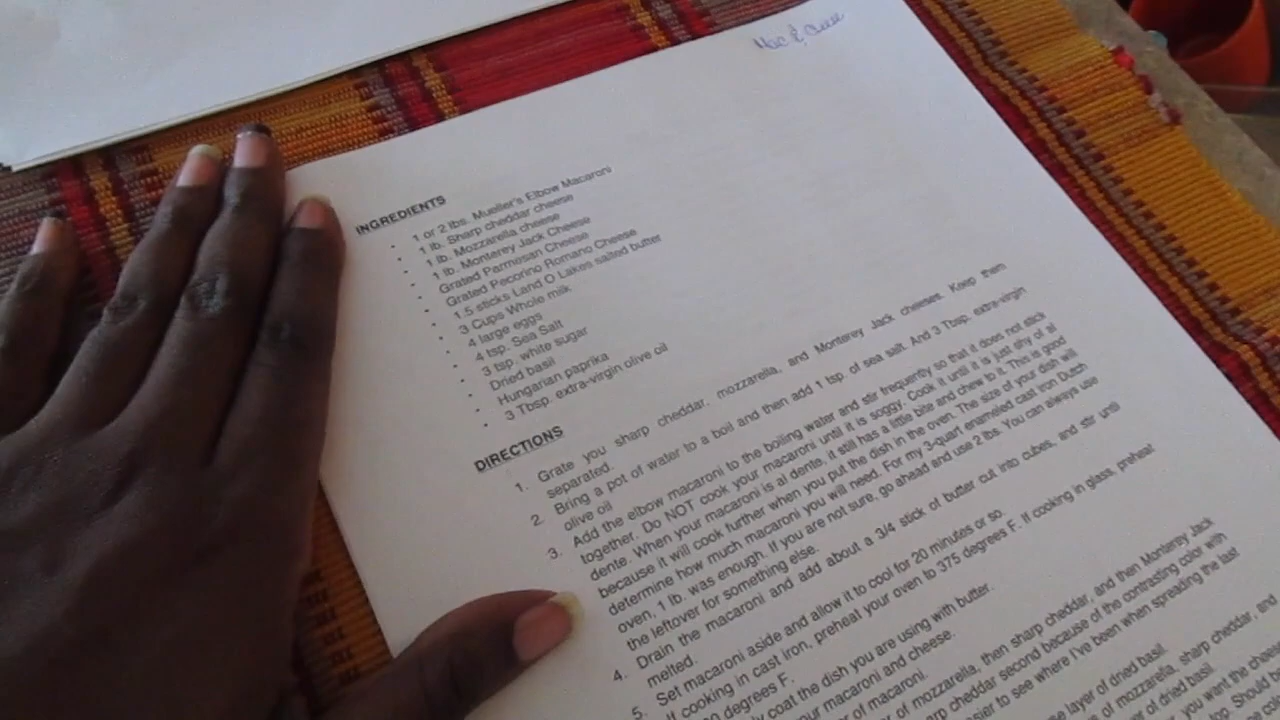 Mac & Cheese
INGREDIENTS
• 1 or 2 lbs. Mueller's Elbow Macaroni
• 1 lb. Sharp cheddar cheese
• 1 lb. Mozzarella cheese
• 1 lb. Monterey Jack Cheese
• Grated Parmesan Cheese
• Grated Pecorino Romano Cheese
• 1.5 sticks Land O Lakes salted butter
• 3 Cups Whole milk
• 4 large eggs
• 4 tsp. Sea Salt
• 3 tsp. white sugar
• Dried basil
• Hungarian paprika
• 3 Tbsp. extra-virgin olive oil
DIRECTIONS
1. Grate you sharp cheddar, mozzarella, and Monterey Jack cheeses. Keep them
separated.
2. Bring a pot of water to a boil and then add 1 tsp. of sea salt. And 3 Tbsp. extra-virgin
olive oil
3. Add the elbow macaroni to the boiling water and stir frequently so that it does not stick
together. Do NOT cook your macaroni until it is soggy. Cook it until it is just shy of al
dente. When your macaroni is al dente, it still has a little bite and chew to it. This is good
because it will cook further when you put the dish in the oven. The size of your dish will
determine how much macaroni you will need. For my 3-quart enameled cast iron Dutch
oven, 1 lb. was enough. If you are not sure, go ahead and use 2 lbs. You can always use
the leftover for something else.
4. Drain the macaroni and add about a 3/4 stick of butter cut into cubes, and stir until
melted.
5. Set macaroni aside and allow it to cool for 20 minutes or so.
If cooking in cast iron, preheat your oven to 375 degrees F. If cooking in glass, preheat
degrees F.
coat the dish you are using with butter.
your macaroni and cheese.
of macaroni.
of mozzarella, then sharp cheddar, and then Monterey Jack
sharp cheddar second because of the contrasting color with
easier to see where I've been when spreading the last
layer of dried basil.
of mozzarella, sharp cheddar, and
of dried basil.
you want the
Should